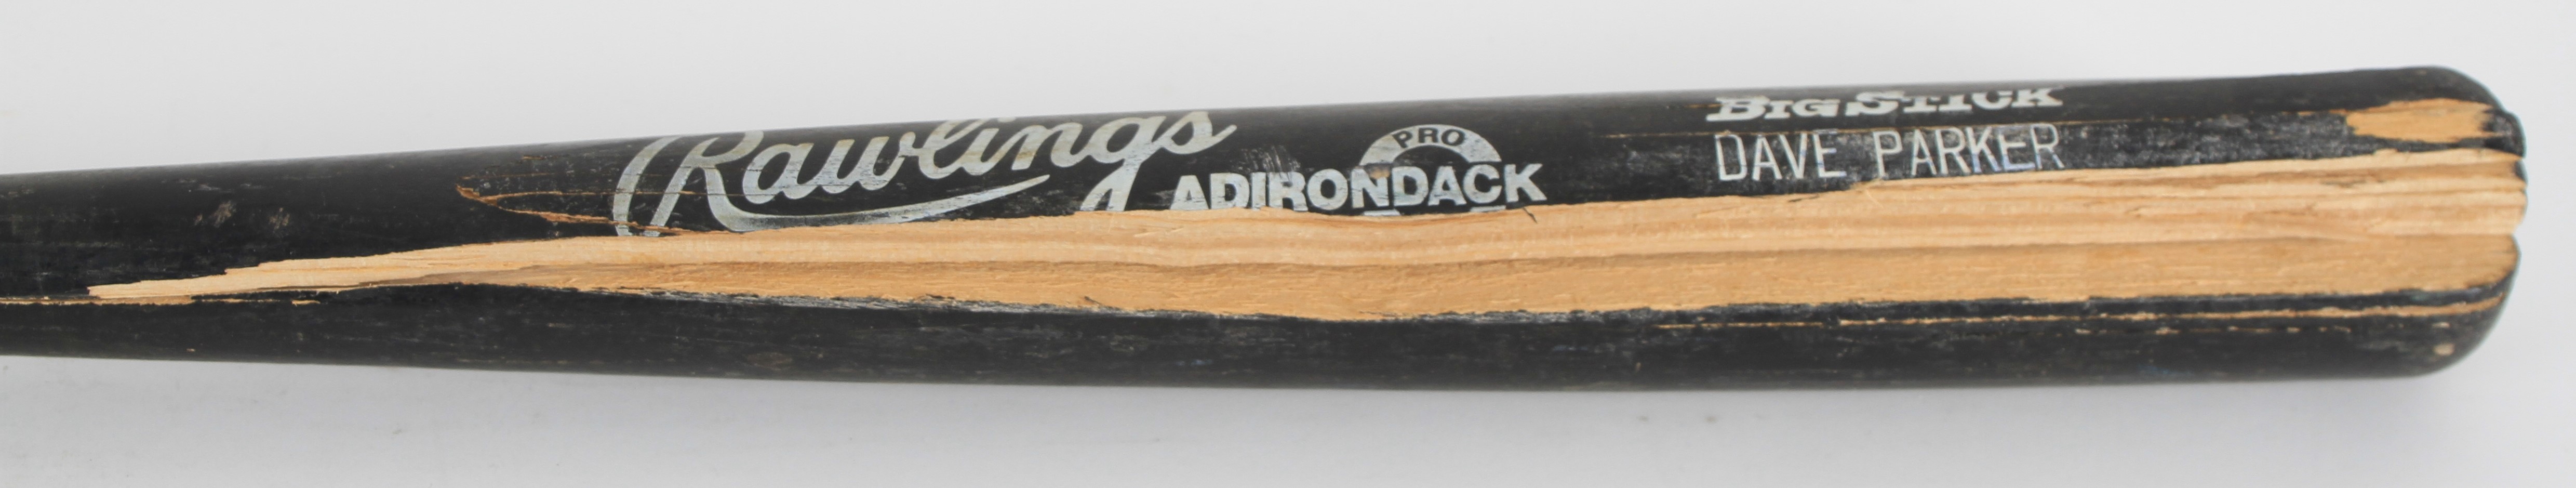 Rawlings
PRO
ADIRONDACK
BIG STICK
DAVE PARKER